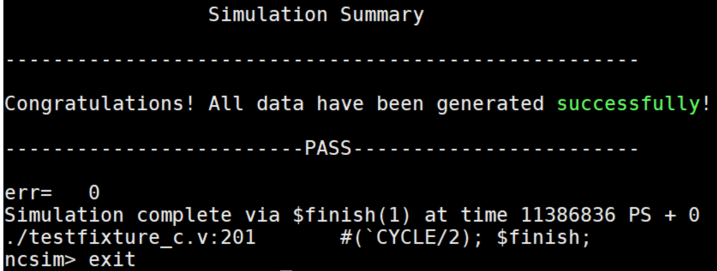 Simulation Summary
-----------------------------------------------------
Congratulations! All data have been generated successfully!
-------------------------PASS------------------------
err=   0
Simulation complete via $finish(1) at time 11386836 PS + 0
./testfixture_c.v:201       #(`CYCLE/2); $finish;
ncsim> exit